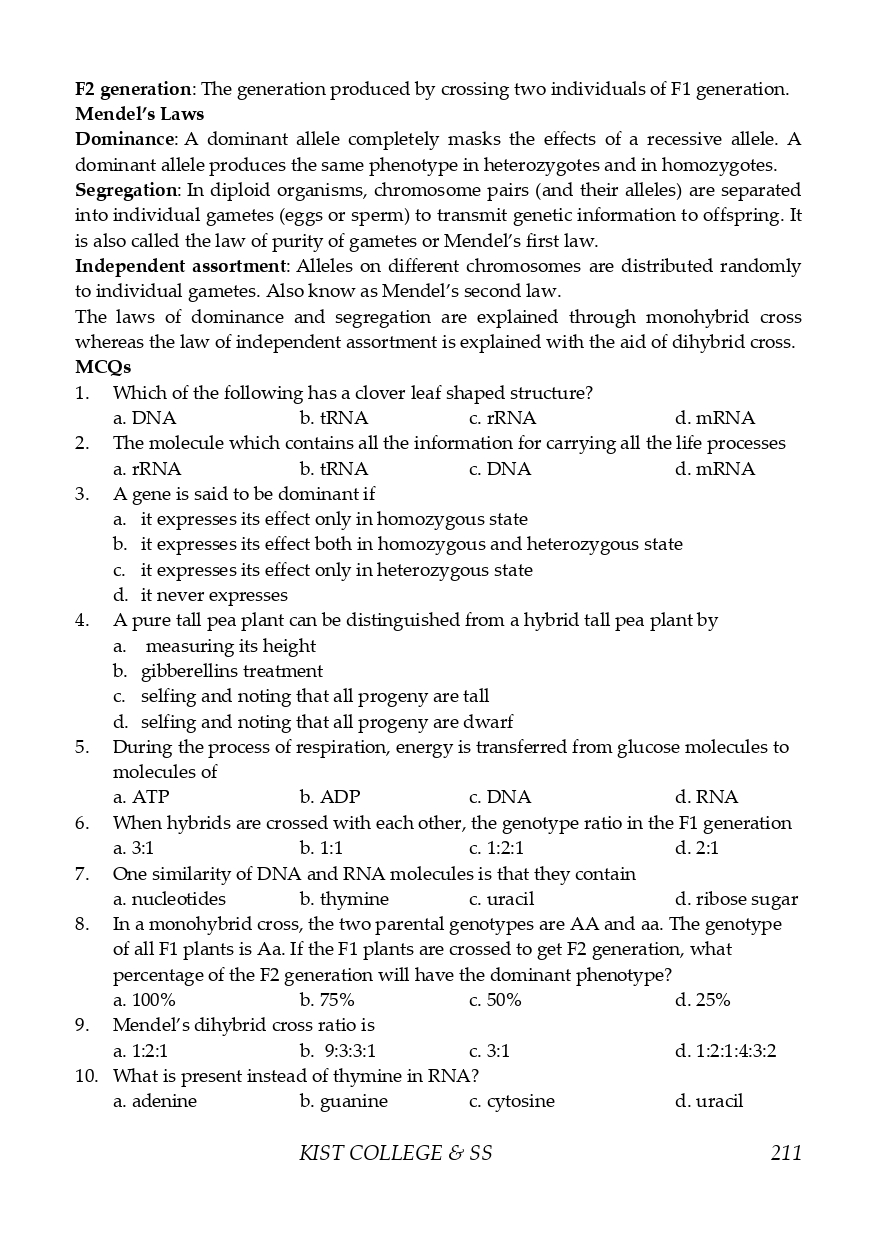 F2 generation: The generation produced by crossing two individuals of F1 generation.
Mendel's Laws
Dominance: A dominant allele completely masks the effects of a recessive allele. A
dominant allele produces the same phenotype in heterozygotes and in homozygotes.
Segregation: In diploid organisms, chromosome pairs (and their alleles) are separated
into individual gametes (eggs or sperm) to transmit genetic information to offspring. It
is also called the law of purity of gametes or Mendel's first law.
Independent assortment: Alleles on different chromosomes are distributed randomly
to individual gametes. Also know as Mendel's second law.
The laws of dominance and segregation are explained through monohybrid cross
whereas the law of independent assortment is explained with the aid of dihybrid cross.
MCQs
1. Which of the following has a clover leaf shaped structure?
a. DNA b. tRNA c. rRNA d. mRNA
2. The molecule which contains all the information for carrying all the life processes
a. rRNA b. tRNA c. DNA d. mRNA
3. A gene is said to be dominant if
a. it expresses its effect only in homozygous state
b. it expresses its effect both in homozygous and heterozygous state
c. it expresses its effect only in heterozygous state
d. it never expresses
4. A pure tall pea plant can be distinguished from a hybrid tall pea plant by
a. measuring its height
b. gibberellins treatment
c. selfing and noting that all progeny are tall
d. selfing and noting that all progeny are dwarf
5. During the process of respiration, energy is transferred from glucose molecules to
molecules of
a. ATP b. ADP c. DNA d. RNA
6. When hybrids are crossed with each other, the genotype ratio in the F1 generation
a. 3:1 b. 1:1 c. 1:2:1 d. 2:1
7. One similarity of DNA and RNA molecules is that they contain
a. nucleotides b. thymine c. uracil d. ribose sugar
8. In a monohybrid cross, the two parental genotypes are AA and aa. The genotype
of all F1 plants is Aa. If the F1 plants are crossed to get F2 generation, what
percentage of the F2 generation will have the dominant phenotype?
a. 100% b. 75% c. 50% d. 25%
9. Mendel's dihybrid cross ratio is
a. 1:2:1 b. 9:3:3:1 c. 3:1 d. 1:2:1:4:3:2
10. What is present instead of thymine in RNA?
a. adenine b. guanine c. cytosine d. uracil
KIST COLLEGE & SS 211